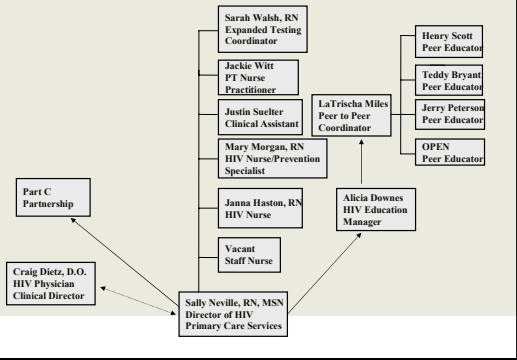 Sarah Walsh, RN
Expanded Testing
Coordinator
Jackie Witt
PT Nurse
Practitioner
Justin Suelter
Clinical Assistant
Mary Morgan, RN
HIV Nurse/Prevention
Specialist
Janna Haston, RN
HIV Nurse
Vacant
Staff Nurse
LaTrischa Miles
Peer to Peer
Coordinator
Henry Scott
Peer Educator
Teddy Bryant
Peer Educator
Jerry Peterson
Peer Educator
OPEN
Peer Educator
Alicia Downes
HIV Education
Manager
Part C
Partnership
Craig Dietz, D.O.
HIV Physician
Clinical Director
Sally Neville, RN, MSN
Director of HIV
Primary Care Services